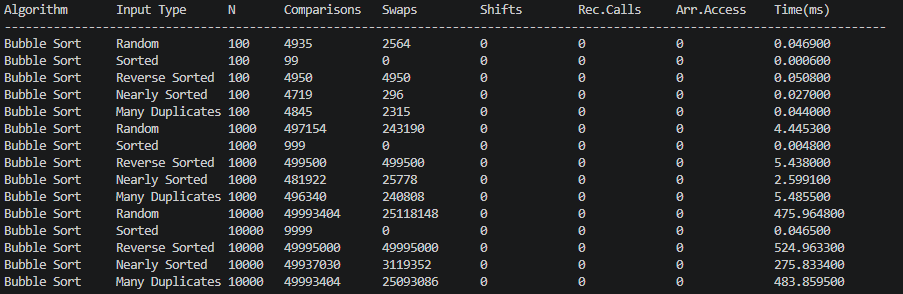 Algorithm Input Type N Comparisons Swaps Shifts Rec.Calls Arr.Access Time(ms)
--------------------------------------------------------------------------------------------------------------
Bubble Sort Random 100 4935 2564 0 0 0 0.046900
Bubble Sort Sorted 100 99 0 0 0 0 0.000600
Bubble Sort Reverse Sorted 100 4950 4950 0 0 0 0.050800
Bubble Sort Nearly Sorted 100 4719 296 0 0 0 0.027000
Bubble Sort Many Duplicates 100 4845 2315 0 0 0 0.044000
Bubble Sort Random 1000 497154 243190 0 0 0 4.445300
Bubble Sort Sorted 1000 999 0 0 0 0 0.004800
Bubble Sort Reverse Sorted 1000 499500 499500 0 0 0 5.438000
Bubble Sort Nearly Sorted 1000 481922 25778 0 0 0 2.599100
Bubble Sort Many Duplicates 1000 496340 240808 0 0 0 5.485500
Bubble Sort Random 10000 49993404 25118148 0 0 0 475.964800
Bubble Sort Sorted 10000 9999 0 0 0 0 0.046500
Bubble Sort Reverse Sorted 10000 49995000 49995000 0 0 0 524.963300
Bubble Sort Nearly Sorted 10000 49937030 3119352 0 0 0 275.833400
Bubble Sort Many Duplicates 10000 49993404 25093086 0 0 0 483.859500